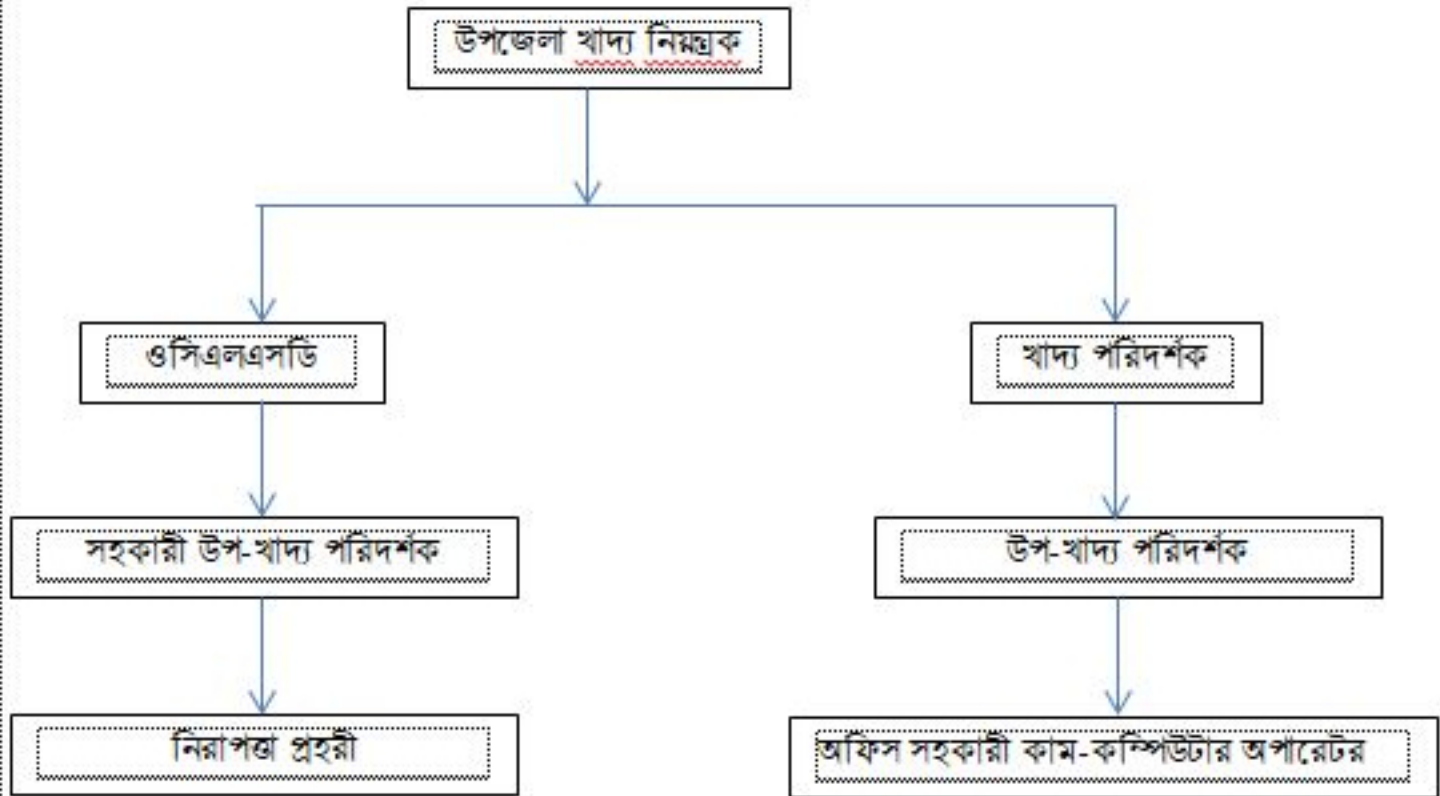 উপজেলা খাদ্য নিয়ন্ত্রক
ওসিএলএসডি
খাদ্য পরিদর্শক
সহকারী উপ-খাদ্য পরিদর্শক
উপ-খাদ্য পরিদর্শক
নিরাপত্তা প্রহরী
অফিস সহকারী কাম-কম্পিউটার অপারেটর